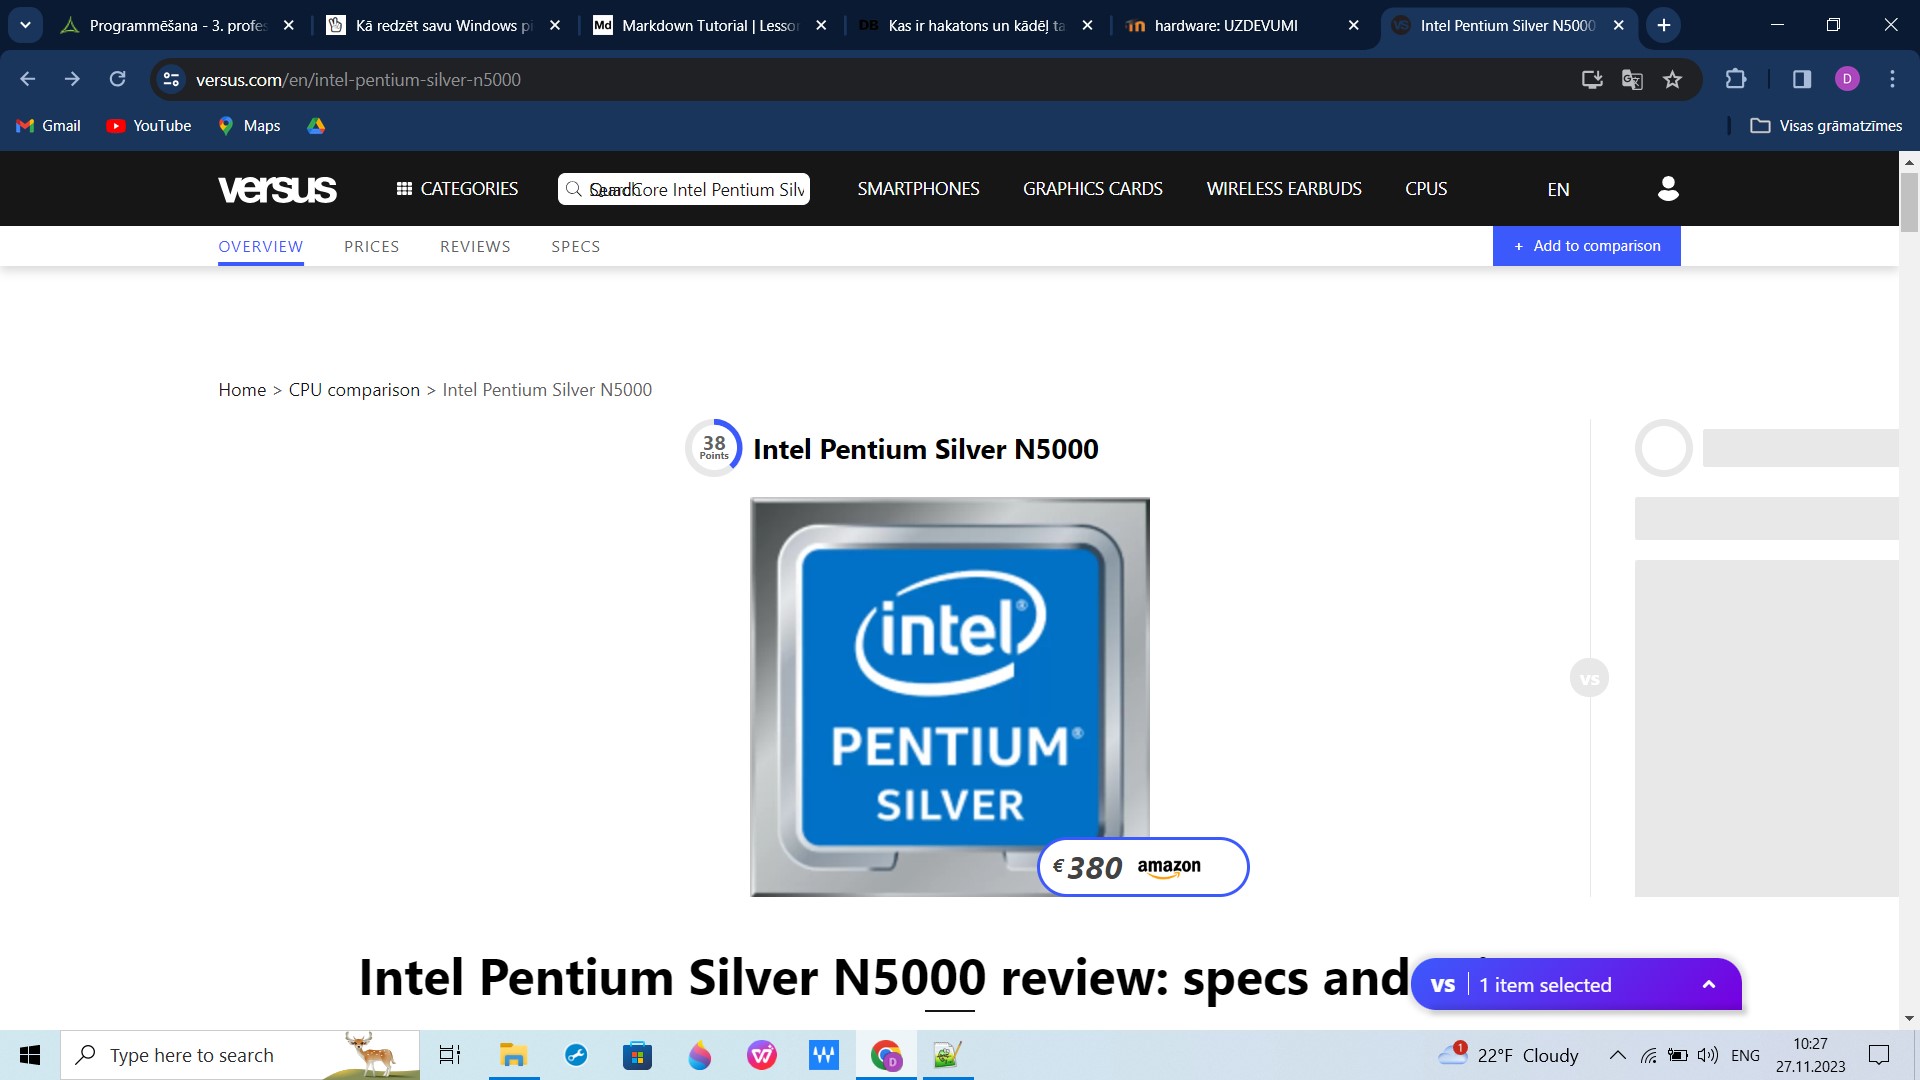 Programmēšana - 3. profes
Kā redzēt savu Windows pi
Md Markdown Tutorial | Lesso
DB Kas ir hakatons un kādēļ ta
hardware: UZDEVUMI
Intel Pentium Silver N5000
versus.com/en/intel-pentium-silver-n5000
D
Gmail
YouTube
Maps
Visas grāmatzīmes
versus
CATEGORIES
Search
QuardCore Intel Pentium Silv
SMARTPHONES
GRAPHICS CARDS
WIRELESS EARBUDS
CPUS
EN
OVERVIEW
PRICES
REVIEWS
SPECS
+ Add to comparison
Home > CPU comparison > Intel Pentium Silver N5000
38
Points
Intel Pentium Silver N5000
intel®
PENTIUM®
SILVER
€380 amazon
vs
Intel Pentium Silver N5000 review: specs and
vs 1 item selected
Type here to search
D
1
22°F Cloudy
ENG
10:27
27.11.2023